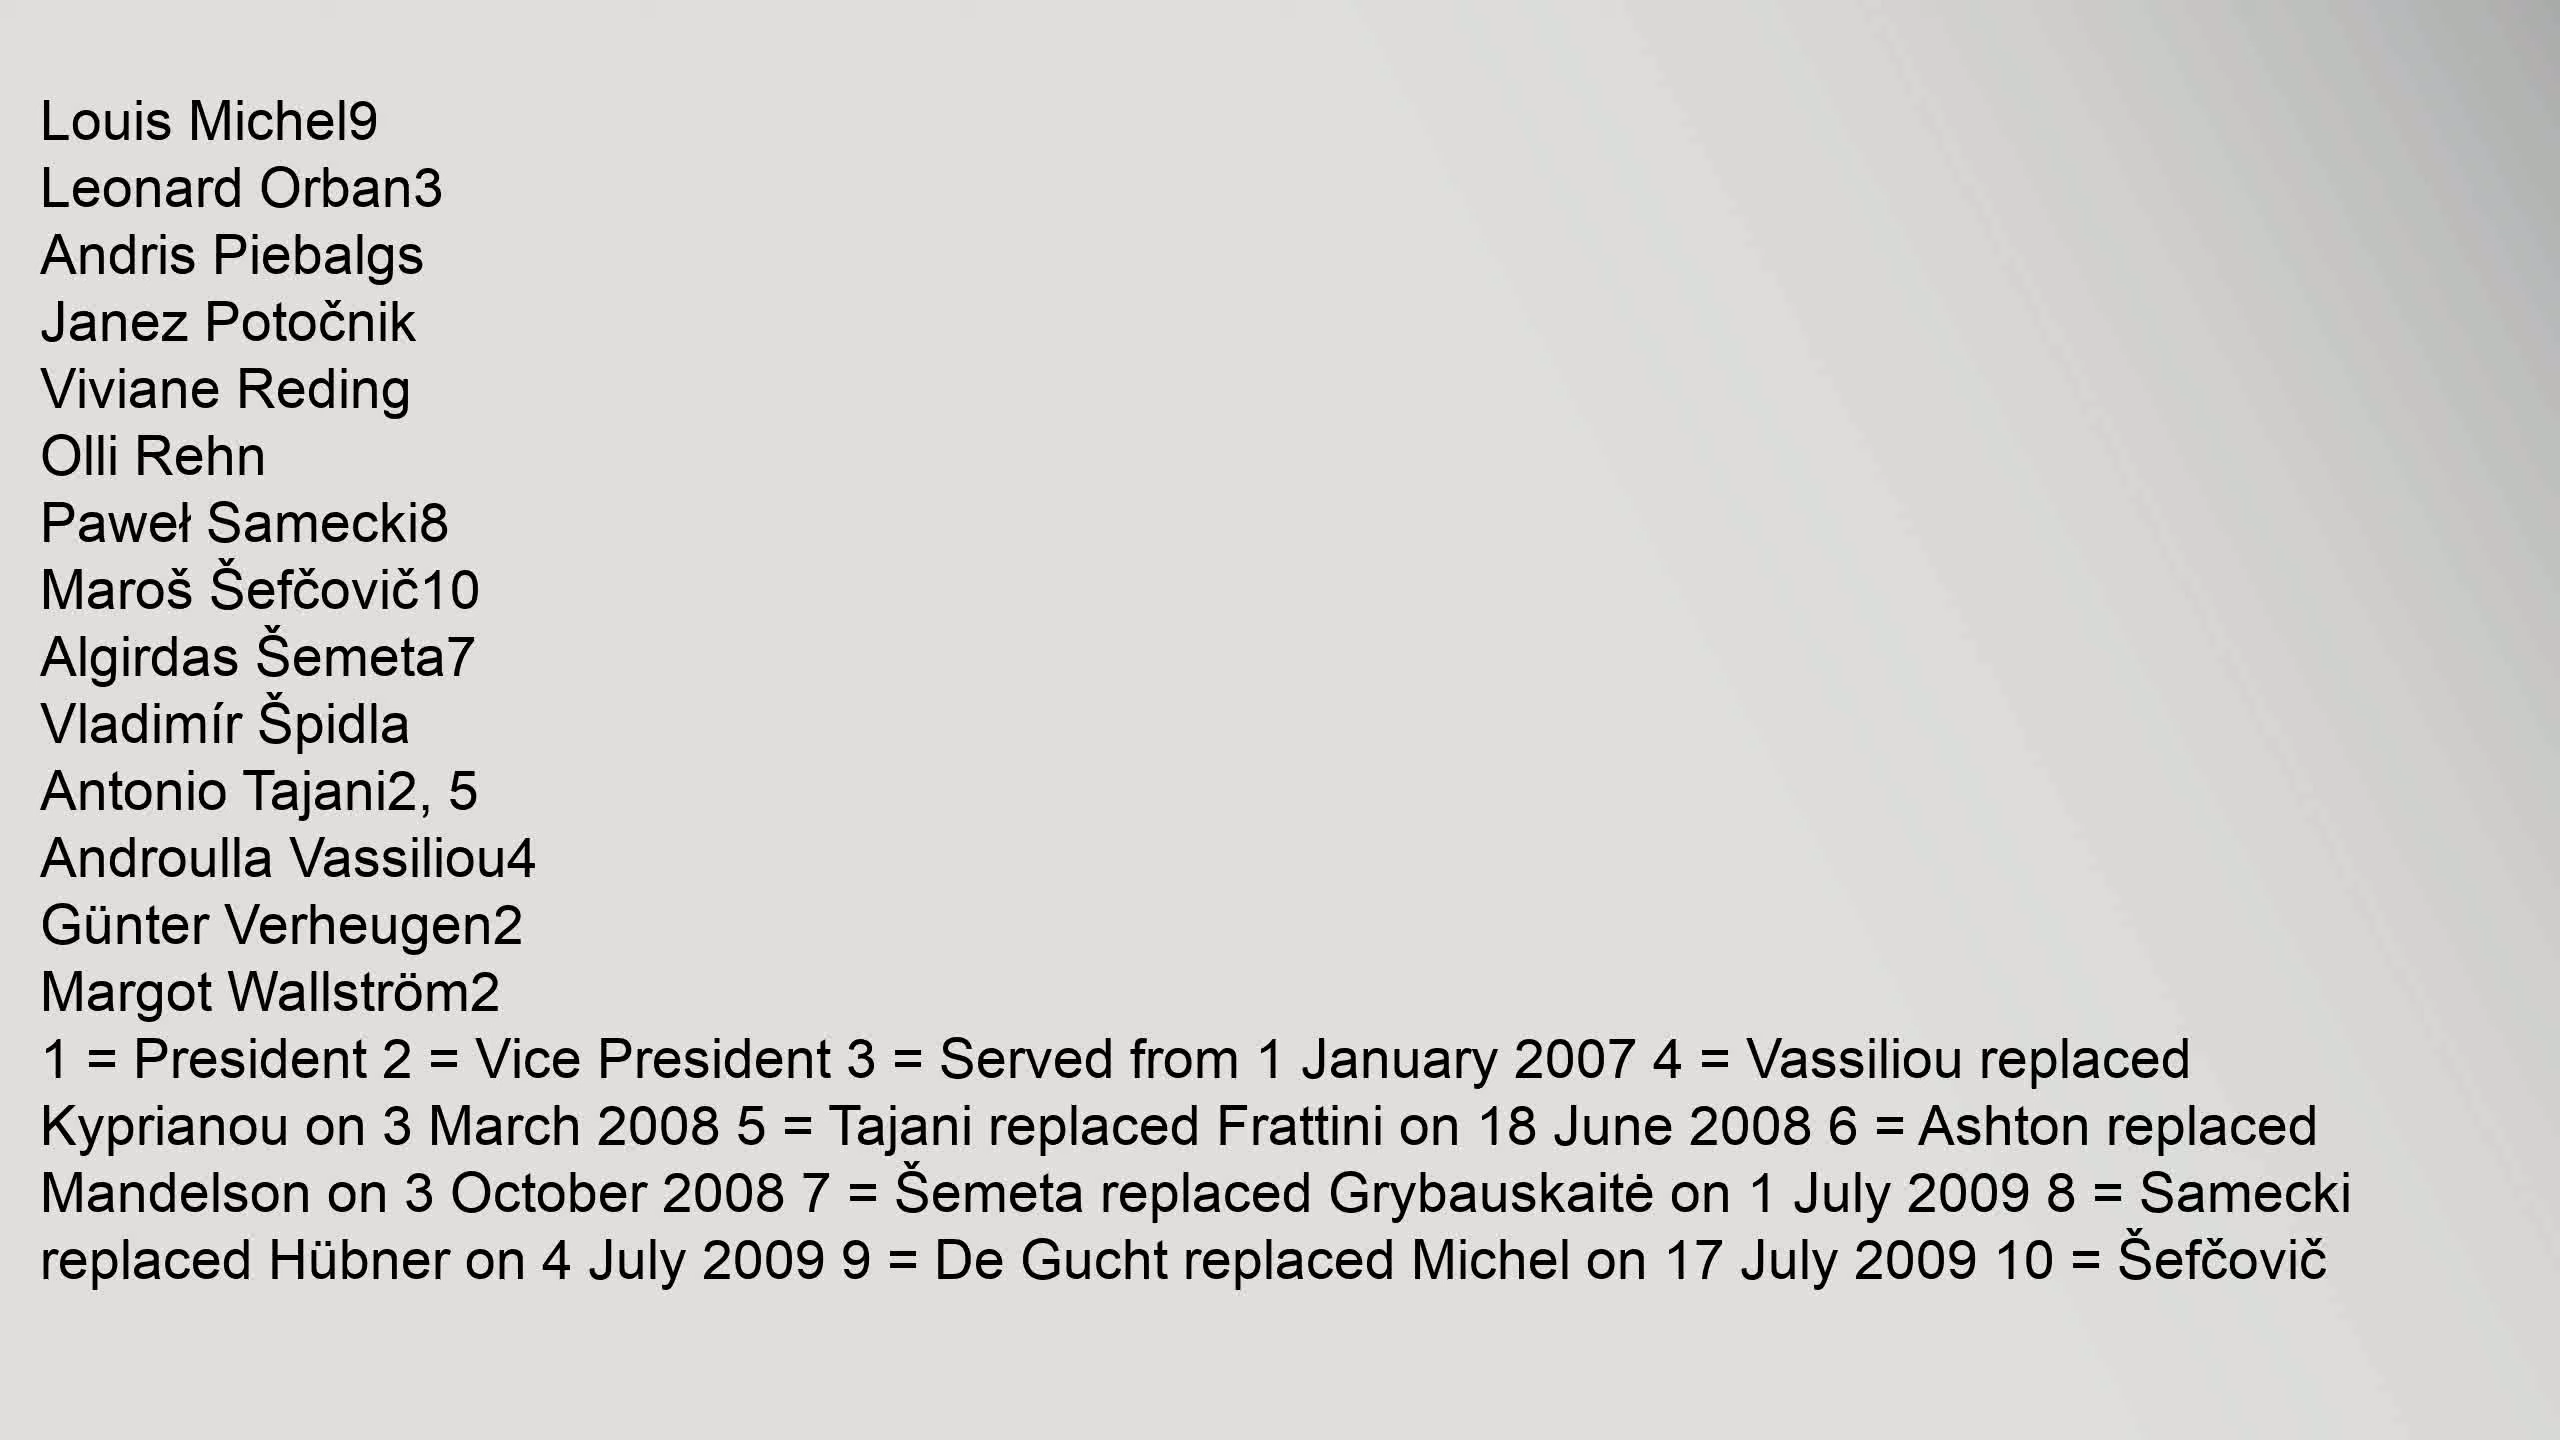 Louis Michel9
Leonard Orban3
Andris Piebalgs
Janez Potočnik
Viviane Reding
Olli Rehn
Paweł Samecki8
Maroš Šefčovič10
Algirdas Šemeta7
Vladimír Špidla
Antonio Tajani2, 5
Androulla Vassiliou4
Günter Verheugen2
Margot Wallström2
1 = President 2 = Vice President 3 = Served from 1 January 2007 4 = Vassiliou replaced
Kyprianou on 3 March 2008 5 = Tajani replaced Frattini on 18 June 2008 6 = Ashton replaced
Mandelson on 3 October 2008 7 = Šemeta replaced Grybauskaitė on 1 July 2009 8 = Samecki
replaced Hübner on 4 July 2009 9 = De Gucht replaced Michel on 17 July 2009 10 = Šefčovič